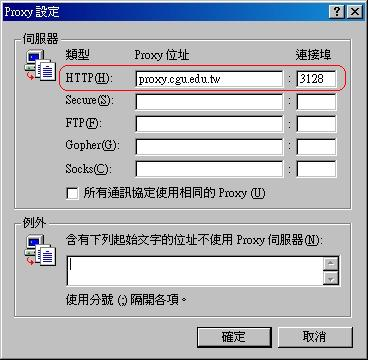 Proxy 設定
伺服器
類型 Proxy 位址 連接埠
HTTP(H): proxy.cgu.edu.tw : 3128
Secure(S): :
FTP(F): :
Gopher(G): :
Socks(C): :
所有通訊協定使用相同的 Proxy (U)
例外
含有下列起始文字的位址不使用 Proxy 伺服器(N):
使用分號 (;) 隔開各項。
確定 取消